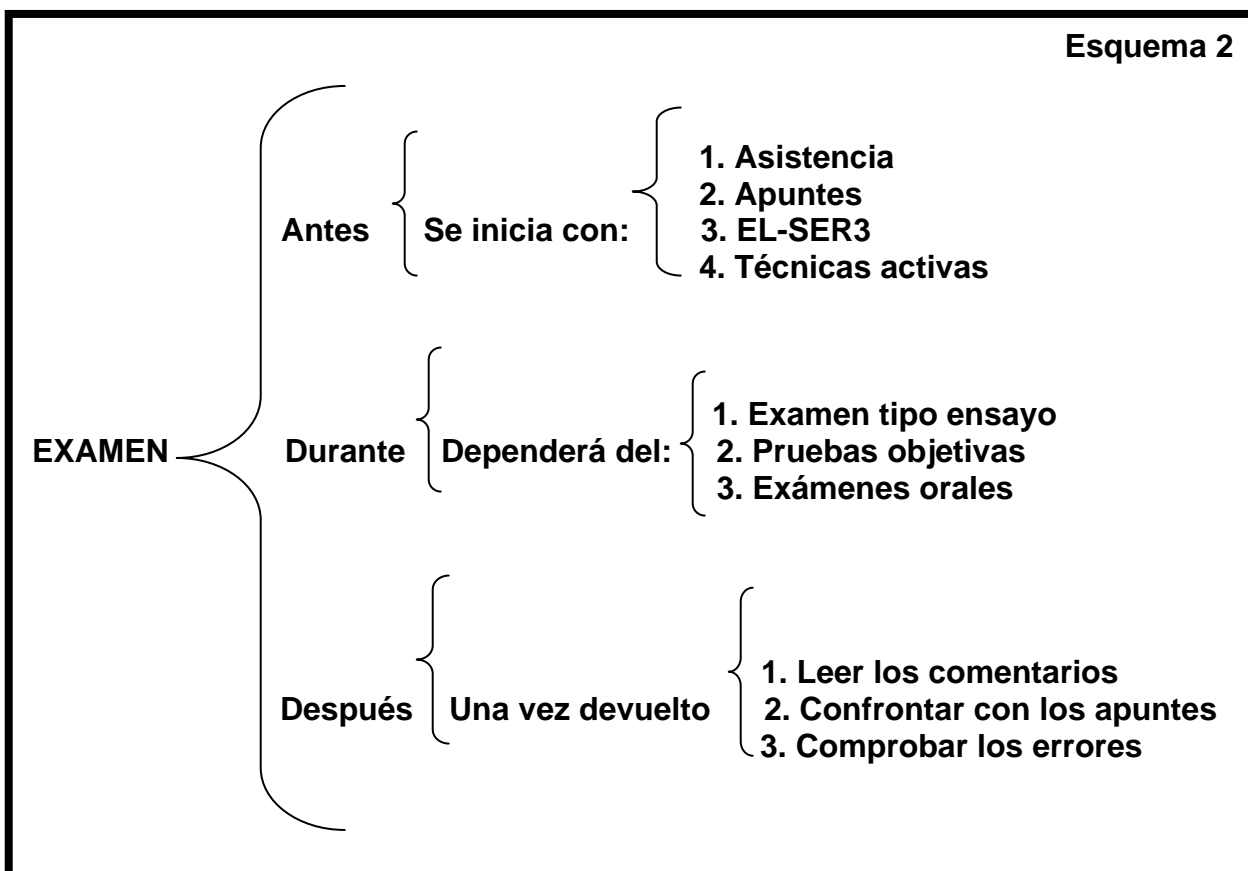 Esquema 2
1. Asistencia
2. Apuntes
Antes Se inicia con: 3. EL-SER3
4. Técnicas activas
1. Examen tipo ensayo
EXAMEN Durante Dependerá del: 2. Pruebas objetivas
3. Exámenes orales
1. Leer los comentarios
Después Una vez devuelto 2. Confrontar con los apuntes
3. Comprobar los errores